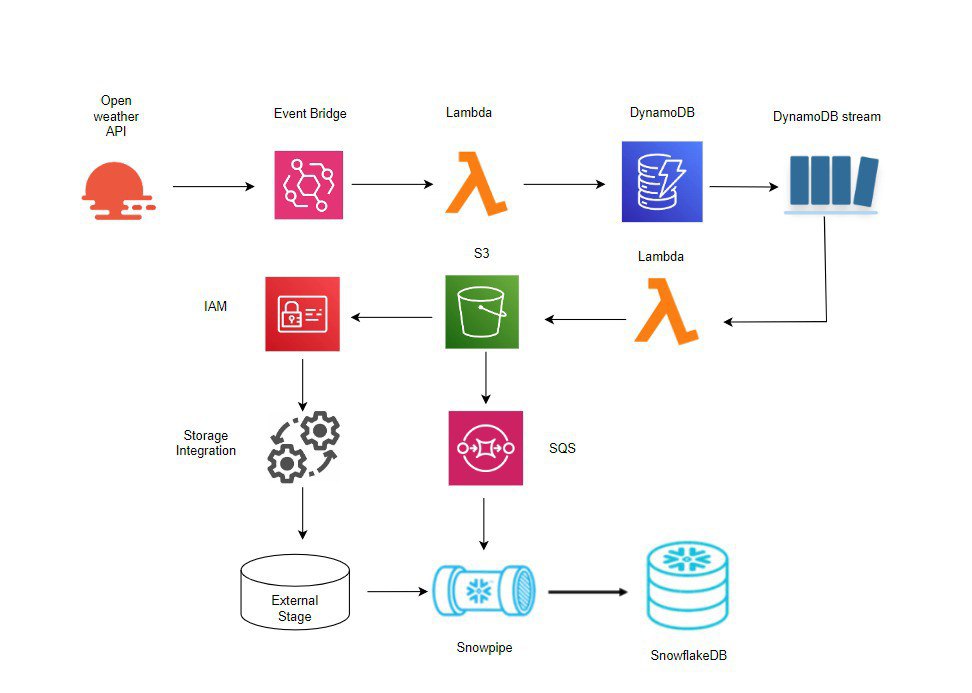 Open
weather
API
Event Bridge
Lambda
DynamoDB
DynamoDB stream
S3
Lambda
IAM
Storage
Integration
SQS
External
Stage
Snowpipe
SnowflakeDB